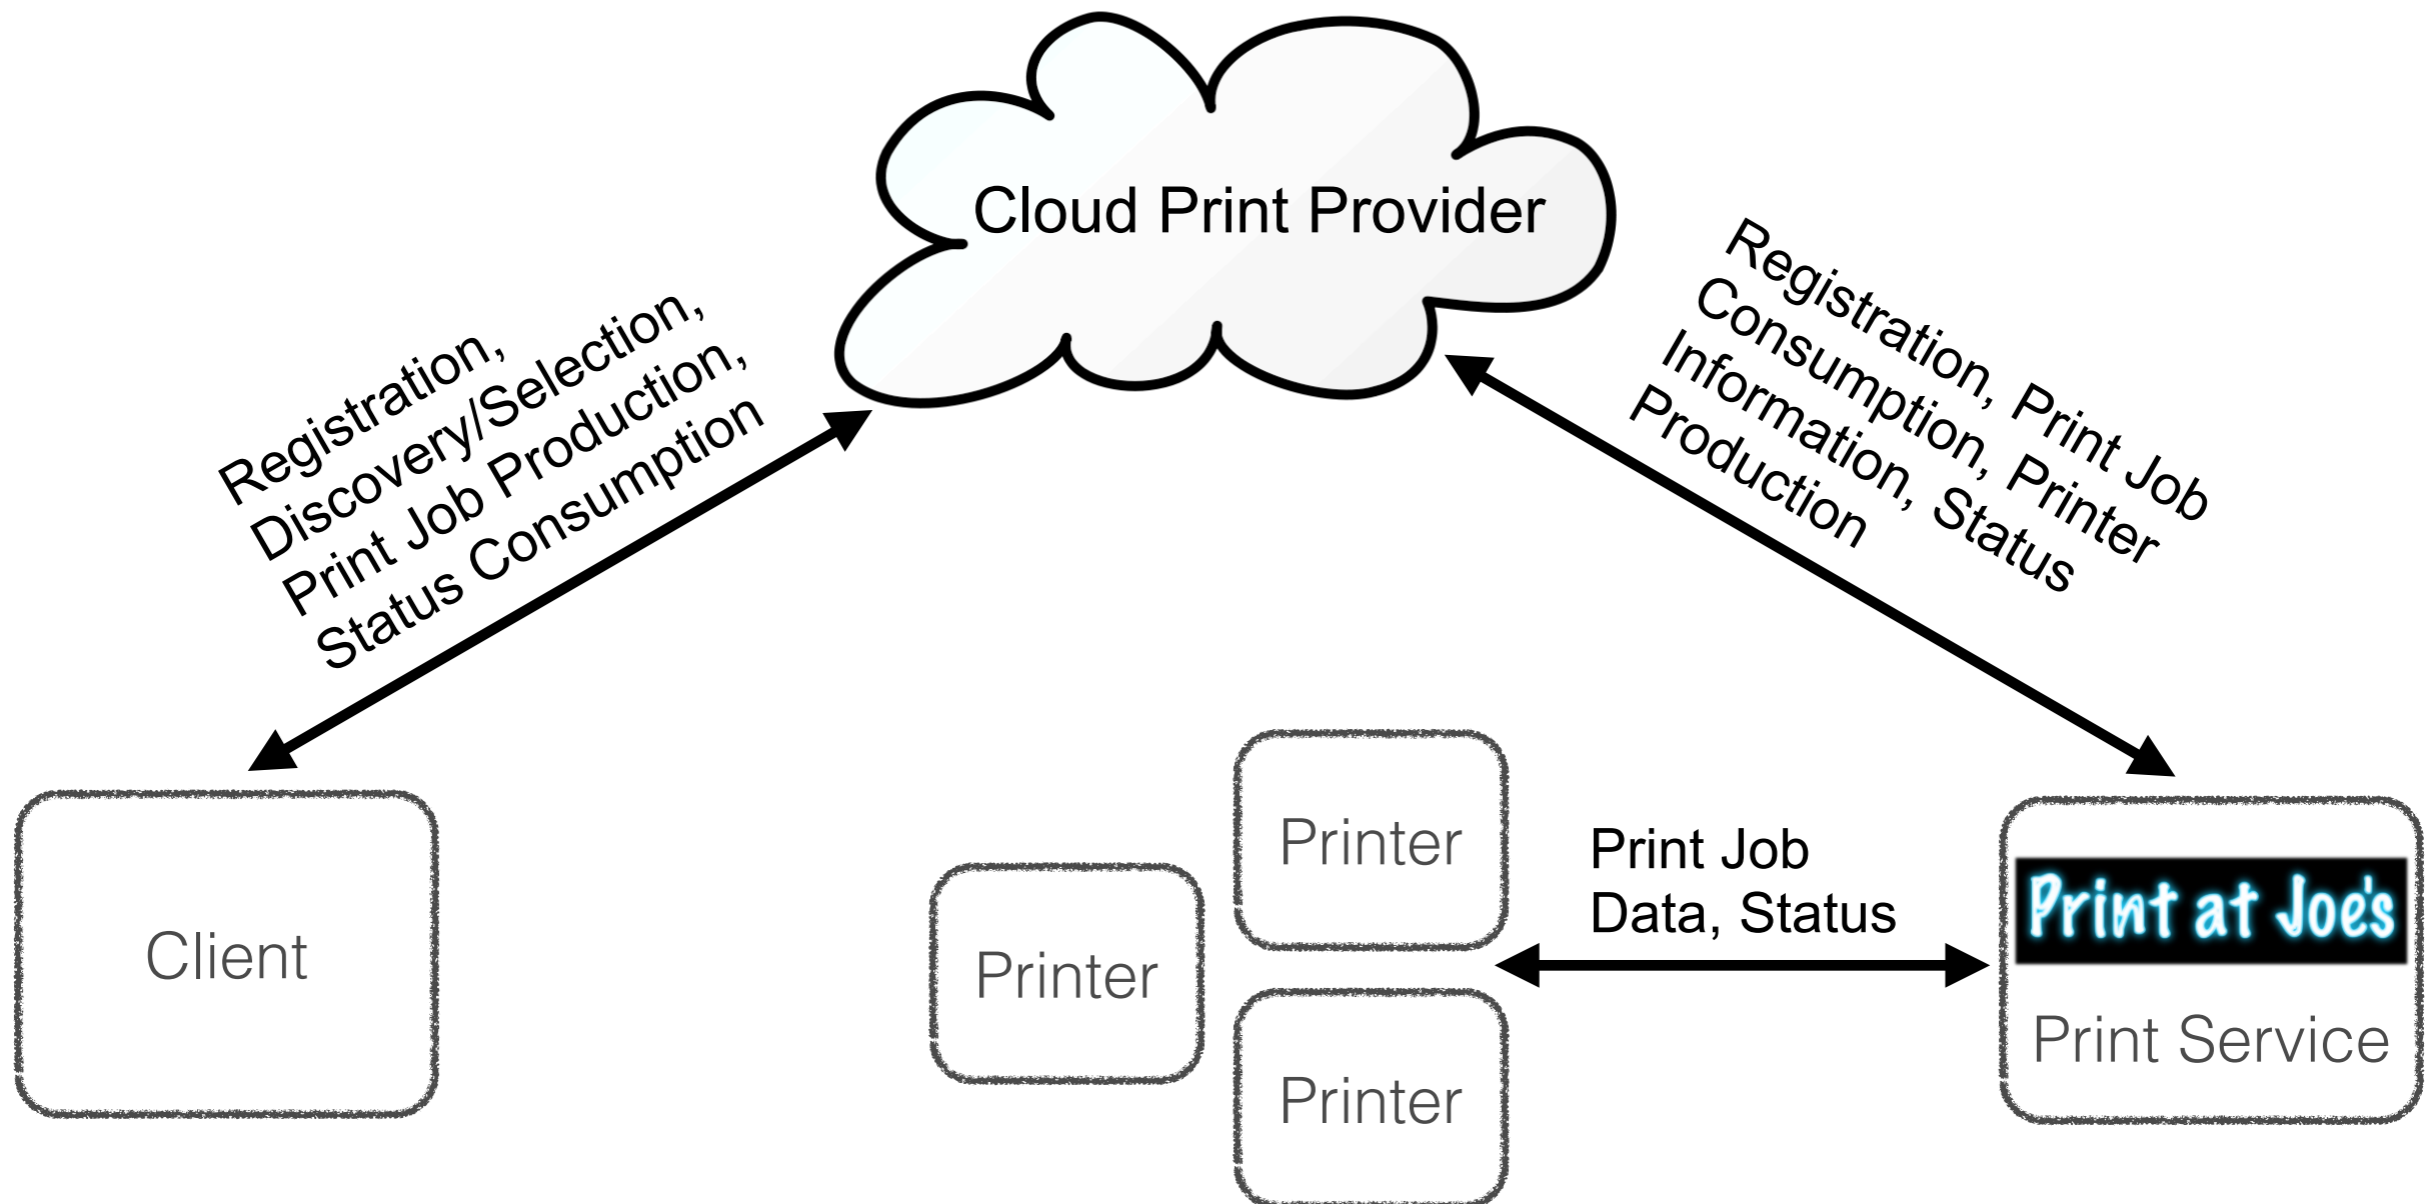 Cloud Print Provider
Registration,
Discovery/Selection,
Print Job Production,
Status Consumption
Registration, Print Job
Consumption, Printer
Information, Status
Production
Client
Printer
Printer
Printer
Print Job
Data, Status
Print at Joe's
Print Service